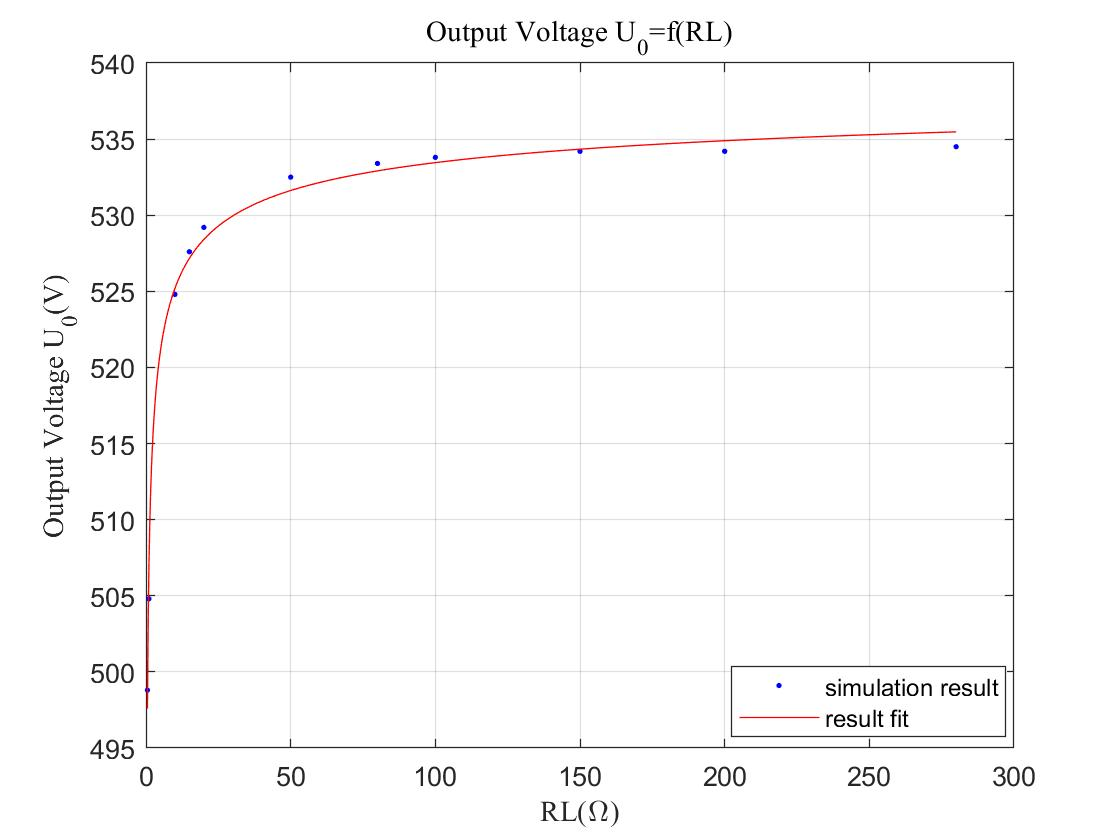 Output Voltage U₀=f(RL)
540
535
530
525
520
515
510
505
500
495
Output Voltage U₀(V)
simulation result
result fit
0 50 100 150 200 250 300
RL(Ω)